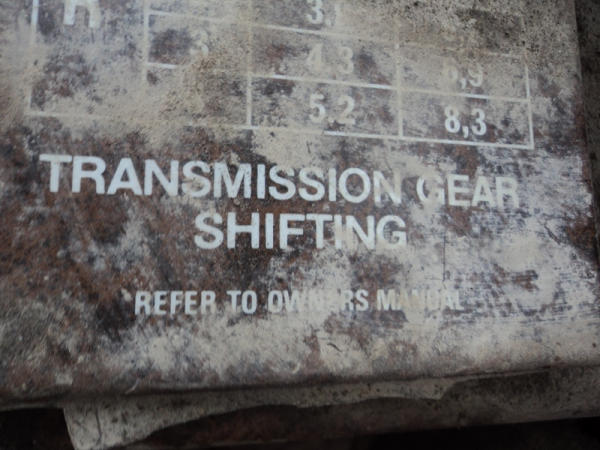 R
3
4.3
5.2 8,3
TRANSMISSION GEAR
SHIFTING
REFER TO OWNERS MANUAL